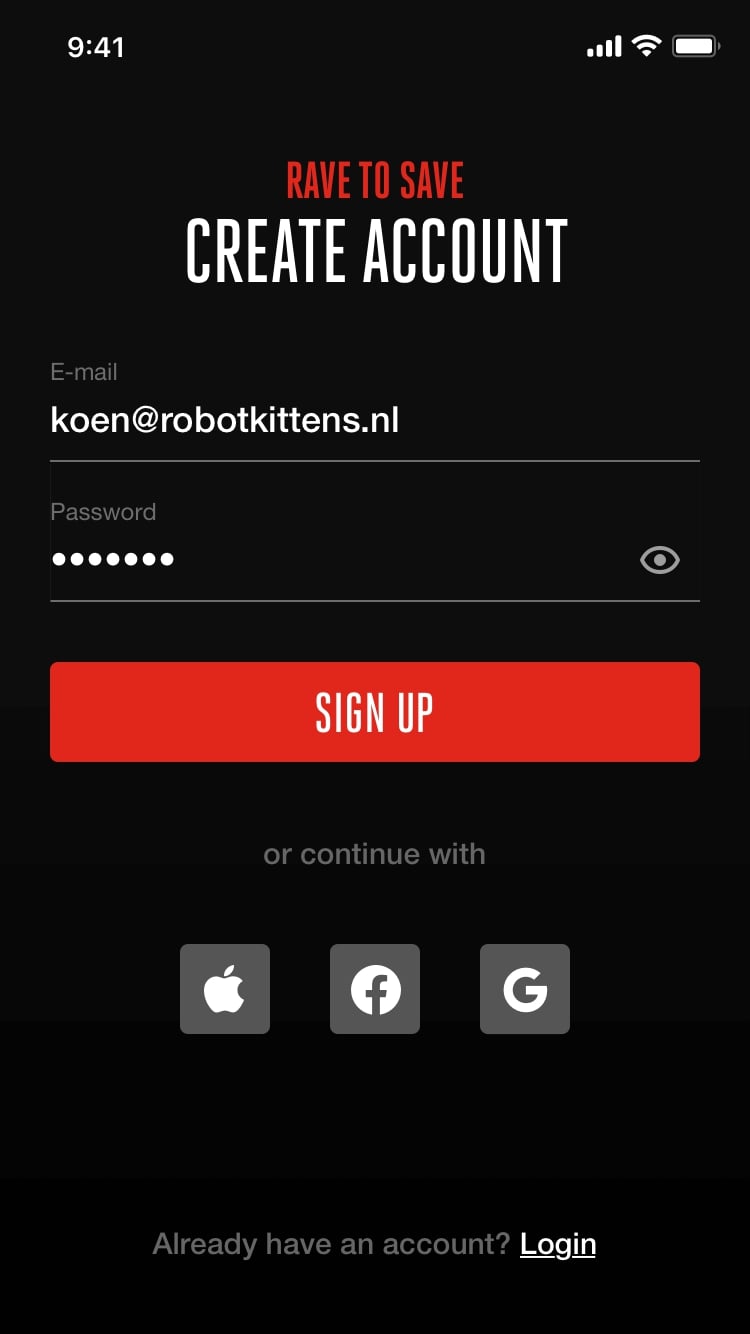 9:41
RAVE TO SAVE
CREATE ACCOUNT
E-mail
koen@robotkittens.nl
Password
•••••••
SIGN UP
or continue with
Already have an account? Login